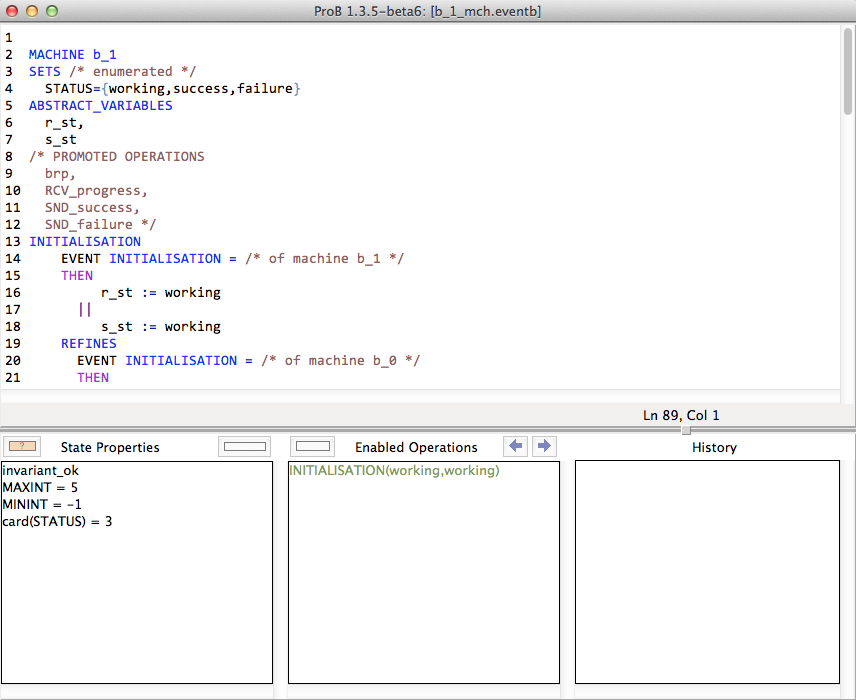 ProB 1.3.5-beta6: [b_1_mch.eventb]
1
2 MACHINE b_1
3 SETS /* enumerated */
4   STATUS={working,success,failure}
5 ABSTRACT_VARIABLES
6   r_st,
7   s_st
8 /* PROMOTED OPERATIONS
9   brp,
10   RCV_progress,
11   SND_success,
12   SND_failure */
13 INITIALISATION
14     EVENT INITIALISATION = /* of machine b_1 */
15     THEN
16          r_st := working
17       ||
18          s_st := working
19     REFINES
20       EVENT INITIALISATION = /* of machine b_0 */
21       THEN
Ln 89, Col 1
? State Properties Enabled Operations History
invariant_ok
MAXINT = 5
MININT = -1
card(STATUS) = 3
INITIALISATION(working,working)